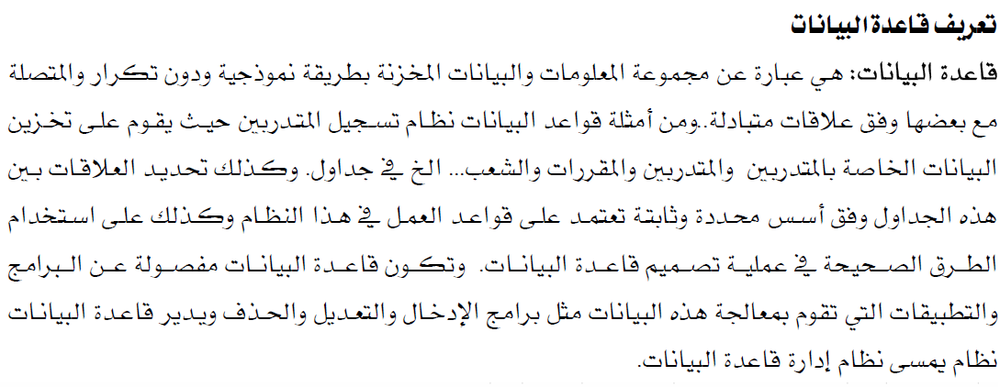 تعريف قاعدة البيانات
قاعدة البيانات: هي عبارة عن مجموعة المعلومات والبيانات المخزنة بطريقة نموذجية ودون تكرار والمتصلة
مع بعضها وفق علاقات متبادلة..ومن أمثلة قواعد البيانات نظام تسجيل المتدربين حيث يقوم على تخزين
البيانات الخاصة بالمتدربين والمتدربين والمقررات والشعب... الخ في جداول. وكذلك تحديد العلاقات بين
هذه الجداول وفق أسس محددة وثابتة تعتمد على قواعد العمل في هذا النظام وكذلك على استخدام
الطرق الصحيحة في عملية تصميم قاعدة البيانات. وتكون قاعدة البيانات مفصولة عن البرامج
والتطبيقات التي تقوم بمعالجة هذه البيانات مثل برامج الإدخال والتعديل والحذف ويدير قاعدة البيانات
نظام يمسى نظام إدارة قاعدة البيانات.